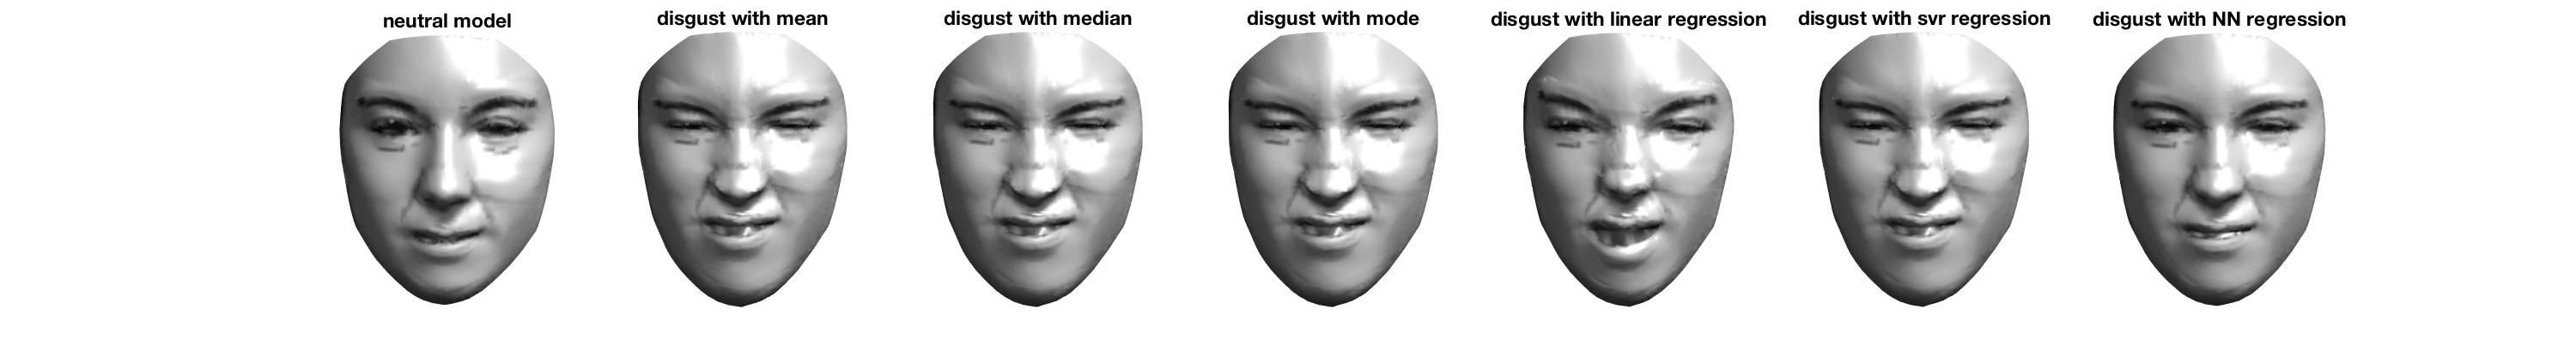 neutral model
disgust with mean
disgust with median
disgust with mode
disgust with linear regression
disgust with svr regression
disgust with NN regression